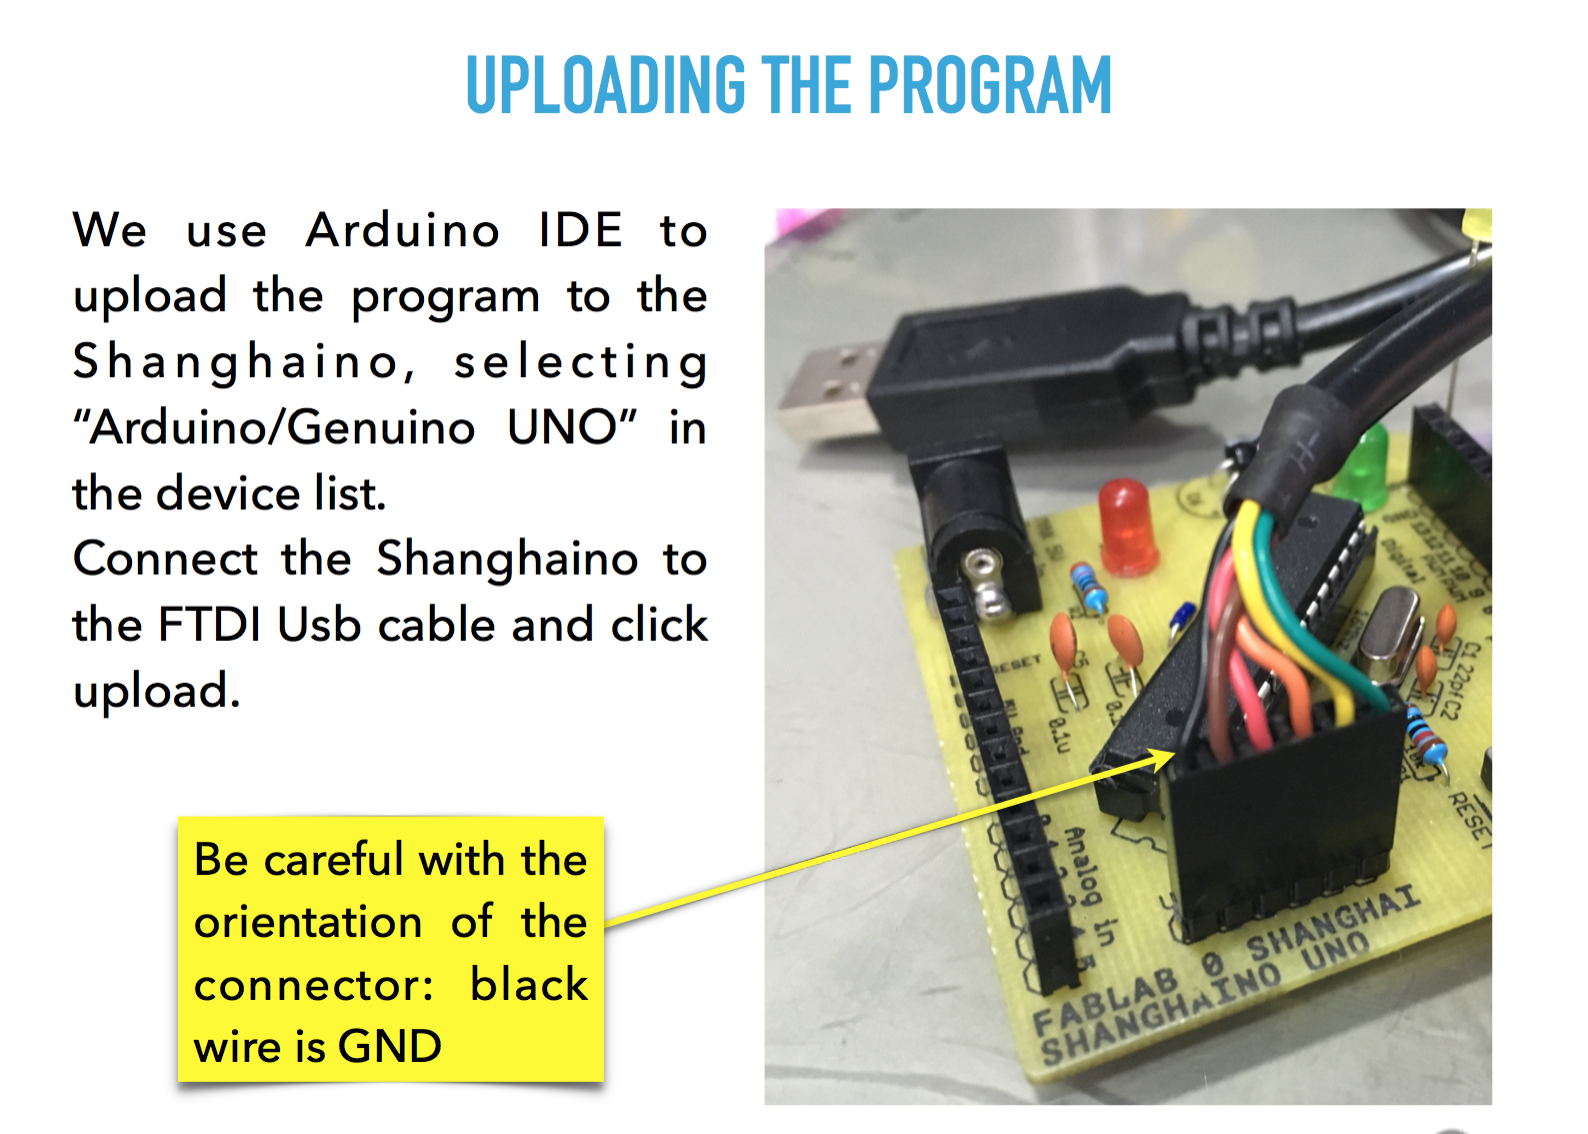 UPLOADING THE PROGRAM
We use Arduino IDE to
upload the program to the
Shanghaino, selecting
“Arduino/Genuino UNO” in
the device list.
Connect the Shanghaino to
the FTDI Usb cable and click
upload.
Be careful with the
orientation of the
connector: black
wire is GND
RESET
0.1u
Analog in
5
Digital
C1 22pf C2
RESET
FABLAB 0 SHANGHAI
SHANGHAINO UNO